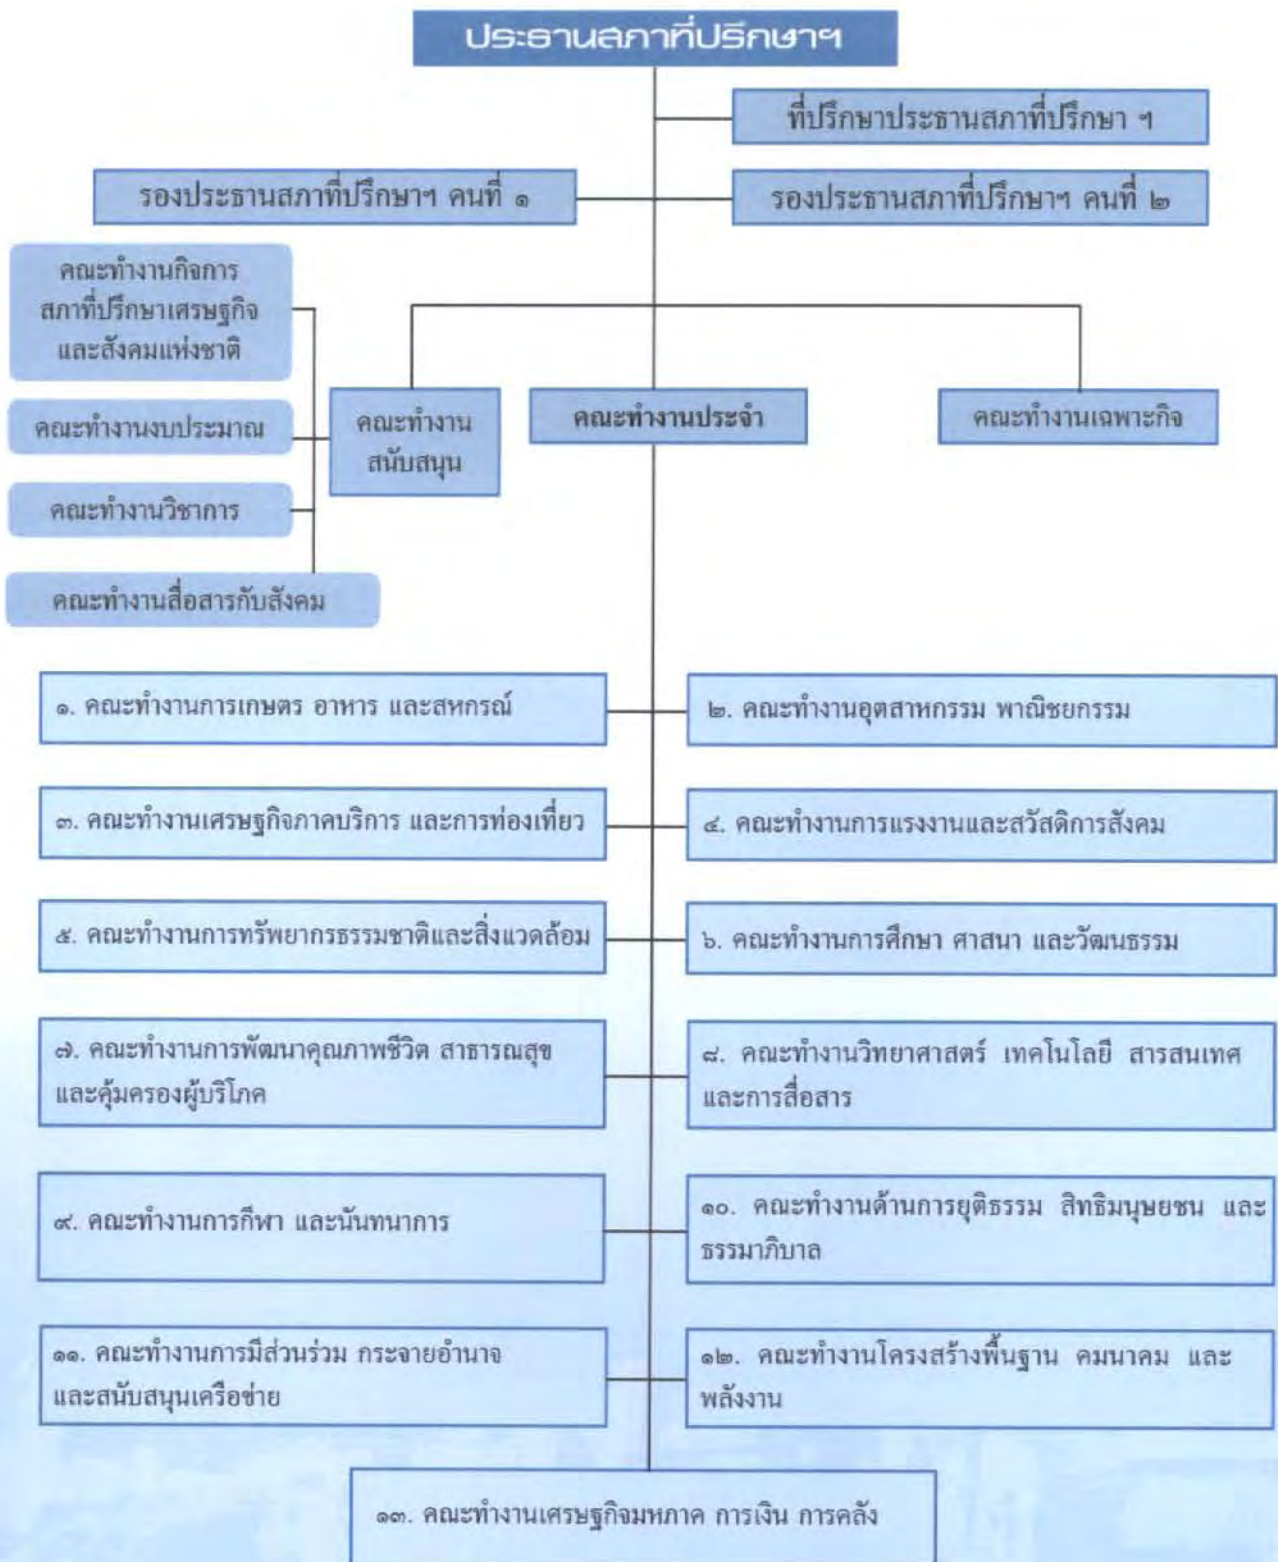 ประธานสภาที่ปรึกษาฯ
ที่ปรึกษาประธานสภาที่ปรึกษา ฯ
รองประธานสภาที่ปรึกษาฯ คนที่ ๑
รองประธานสภาที่ปรึกษาฯ คนที่ ๒
คณะทำงานกิจการ
สภาที่ปรึกษาเศรษฐกิจ
และสังคมแห่งชาติ
คณะทำงานงบประมาณ
คณะทำงานวิชาการ
คณะทำงานสื่อสารกับสังคม
คณะทำงาน
สนับสนุน
คณะทำงานประจำ
คณะทำงานเฉพาะกิจ
๑. คณะทำงานการเกษตร อาหาร และสหกรณ์
๒. คณะทำงานอุตสาหกรรม พาณิชยกรรม
๓. คณะทำงานเศรษฐกิจภาคบริการ และการท่องเที่ยว
๔. คณะทำงานการแรงงานและสวัสดิการสังคม
๕. คณะทำงานการทรัพยากรธรรมชาติและสิ่งแวดล้อม
๖. คณะทำงานการศึกษา ศาสนา และวัฒนธรรม
๗. คณะทำงานการพัฒนาคุณภาพชีวิต สาธารณสุข
และคุ้มครองผู้บริโภค
๘. คณะทำงานวิทยาศาสตร์ เทคโนโลยี สารสนเทศ
และการสื่อสาร
๙. คณะทำงานการกีฬา และนันทนาการ
๑๐. คณะทำงานด้านการยุติธรรม สิทธิมนุษยชน และ
ธรรมาภิบาล
๑๑. คณะทำงานการมีส่วนร่วม กระจายอำนาจ
และสนับสนุนเครือข่าย
๑๒. คณะทำงานโครงสร้างพื้นฐาน คมนาคม และ
พลังงาน
๑๓. คณะทำงานเศรษฐกิจมหภาค การเงิน การคลัง